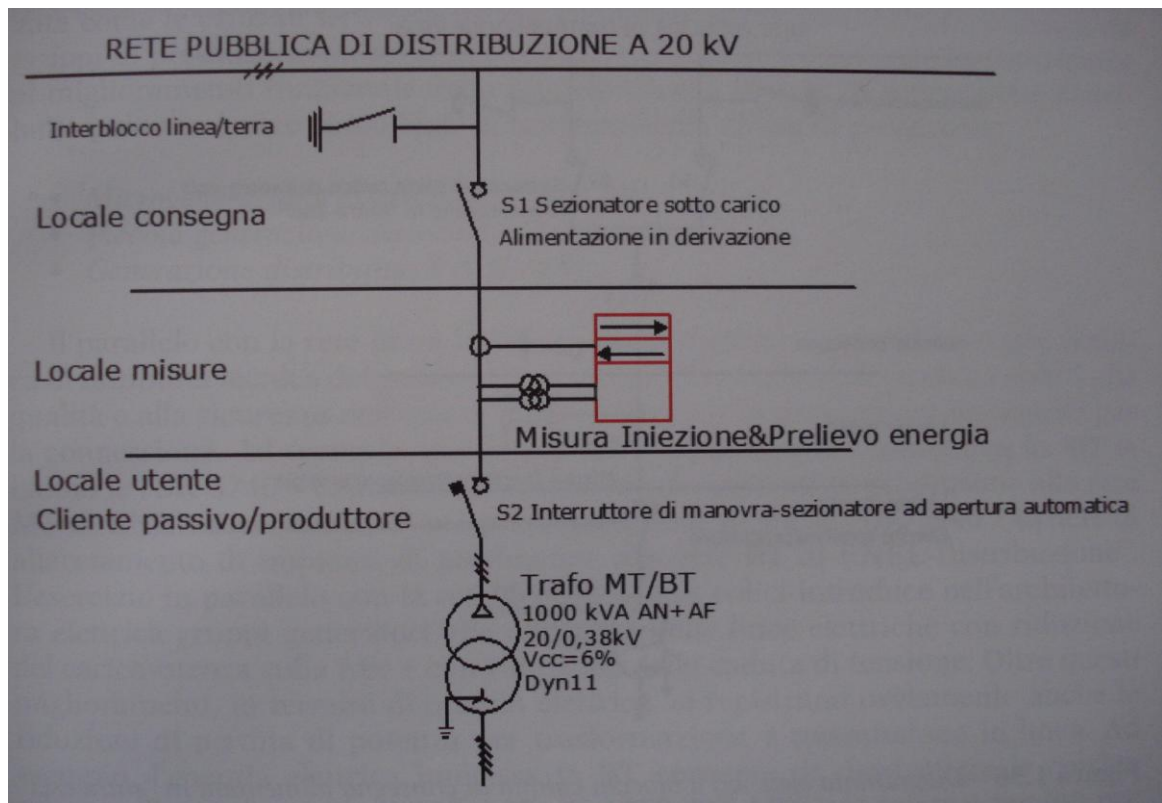 RETE PUBBLICA DI DISTRIBUZIONE A 20 kV
Interblocco linea/terra
Locale consegna
S1 Sezionatore sotto carico
Alimentazione in derivazione
Locale misure
Misura Iniezione&Prelievo energia
Locale utente
Cliente passivo/produttore
S2 Interruttore di manovra-sezionatore ad apertura automatica
Trafo MT/BT
1000 kVA AN+AF
20/0,38kV
Vcc=6%
Dyn11